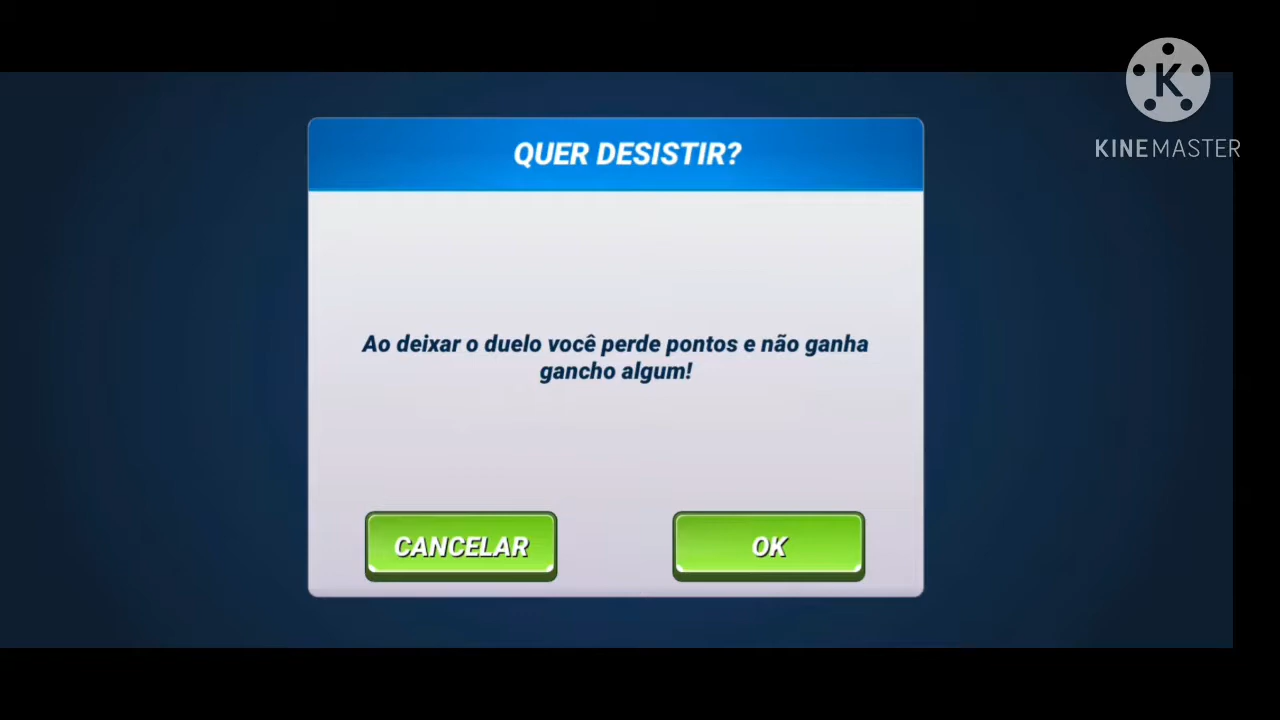 K
KINEMASTER
QUER DESISTIR?
Ao deixar o duelo você perde pontos e não ganha
gancho algum!
CANCELAR
OK